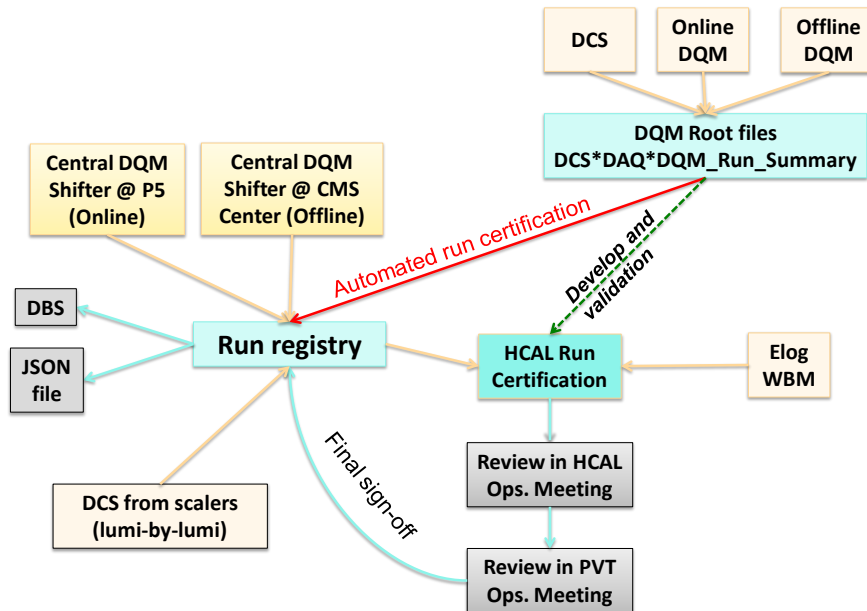 DCS
Online
DQM
Offline
DQM
DQM Root files
DCS*DAQ*DQM_Run_Summary
Central DQM
Shifter @ P5
(Online)
Central DQM
Shifter @ CMS
Center (Offline)
Automated run certification
Develop and
validation
DBS
JSON
file
Run registry
HCAL Run
Certification
Elog
WBM
Final sign-off
Review in HCAL
Ops. Meeting
DCS from scalers
(lumi-by-lumi)
Review in PVT
Ops. Meeting